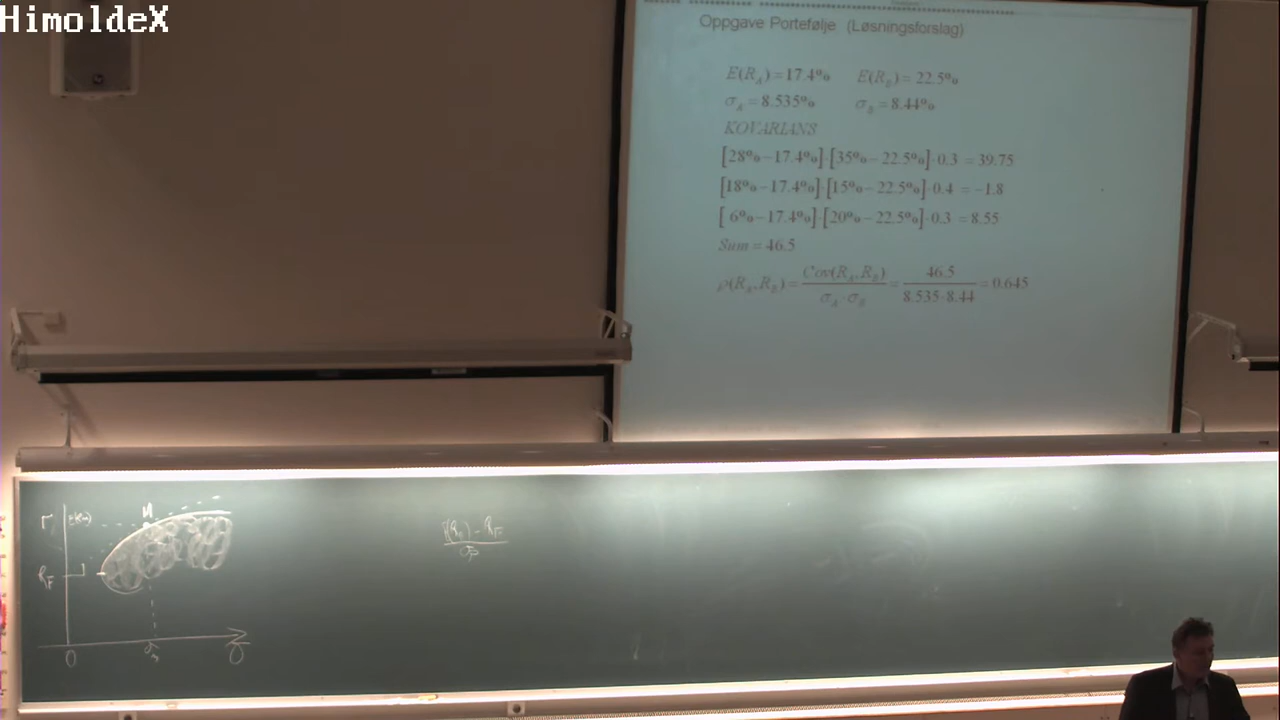 HimoldeX
Oppgave Portefølje (Løsningsforslag)
E(R_A) = 17.4% E(R_B) = 22.5%
σ_A = 8.535% σ_B = 8.44%
KOVARIANS
[28% − 17.4%]·[35% − 22.5%]·0.3 = 39.75
[18% − 17.4%]·[15% − 22.5%]·0.4 = −1.8
[6% − 17.4%]·[20% − 22.5%]·0.3 = 8.55
Sum = 46.5
ρ(R_A, R_B) = Cov(R_A, R_B) / σ_A · σ_B = 46.5 / 8.535·8.44 = 0.645
r E(R_M) M
R_F
0 σ_M σ
E(R_P) − R_F / σ_P